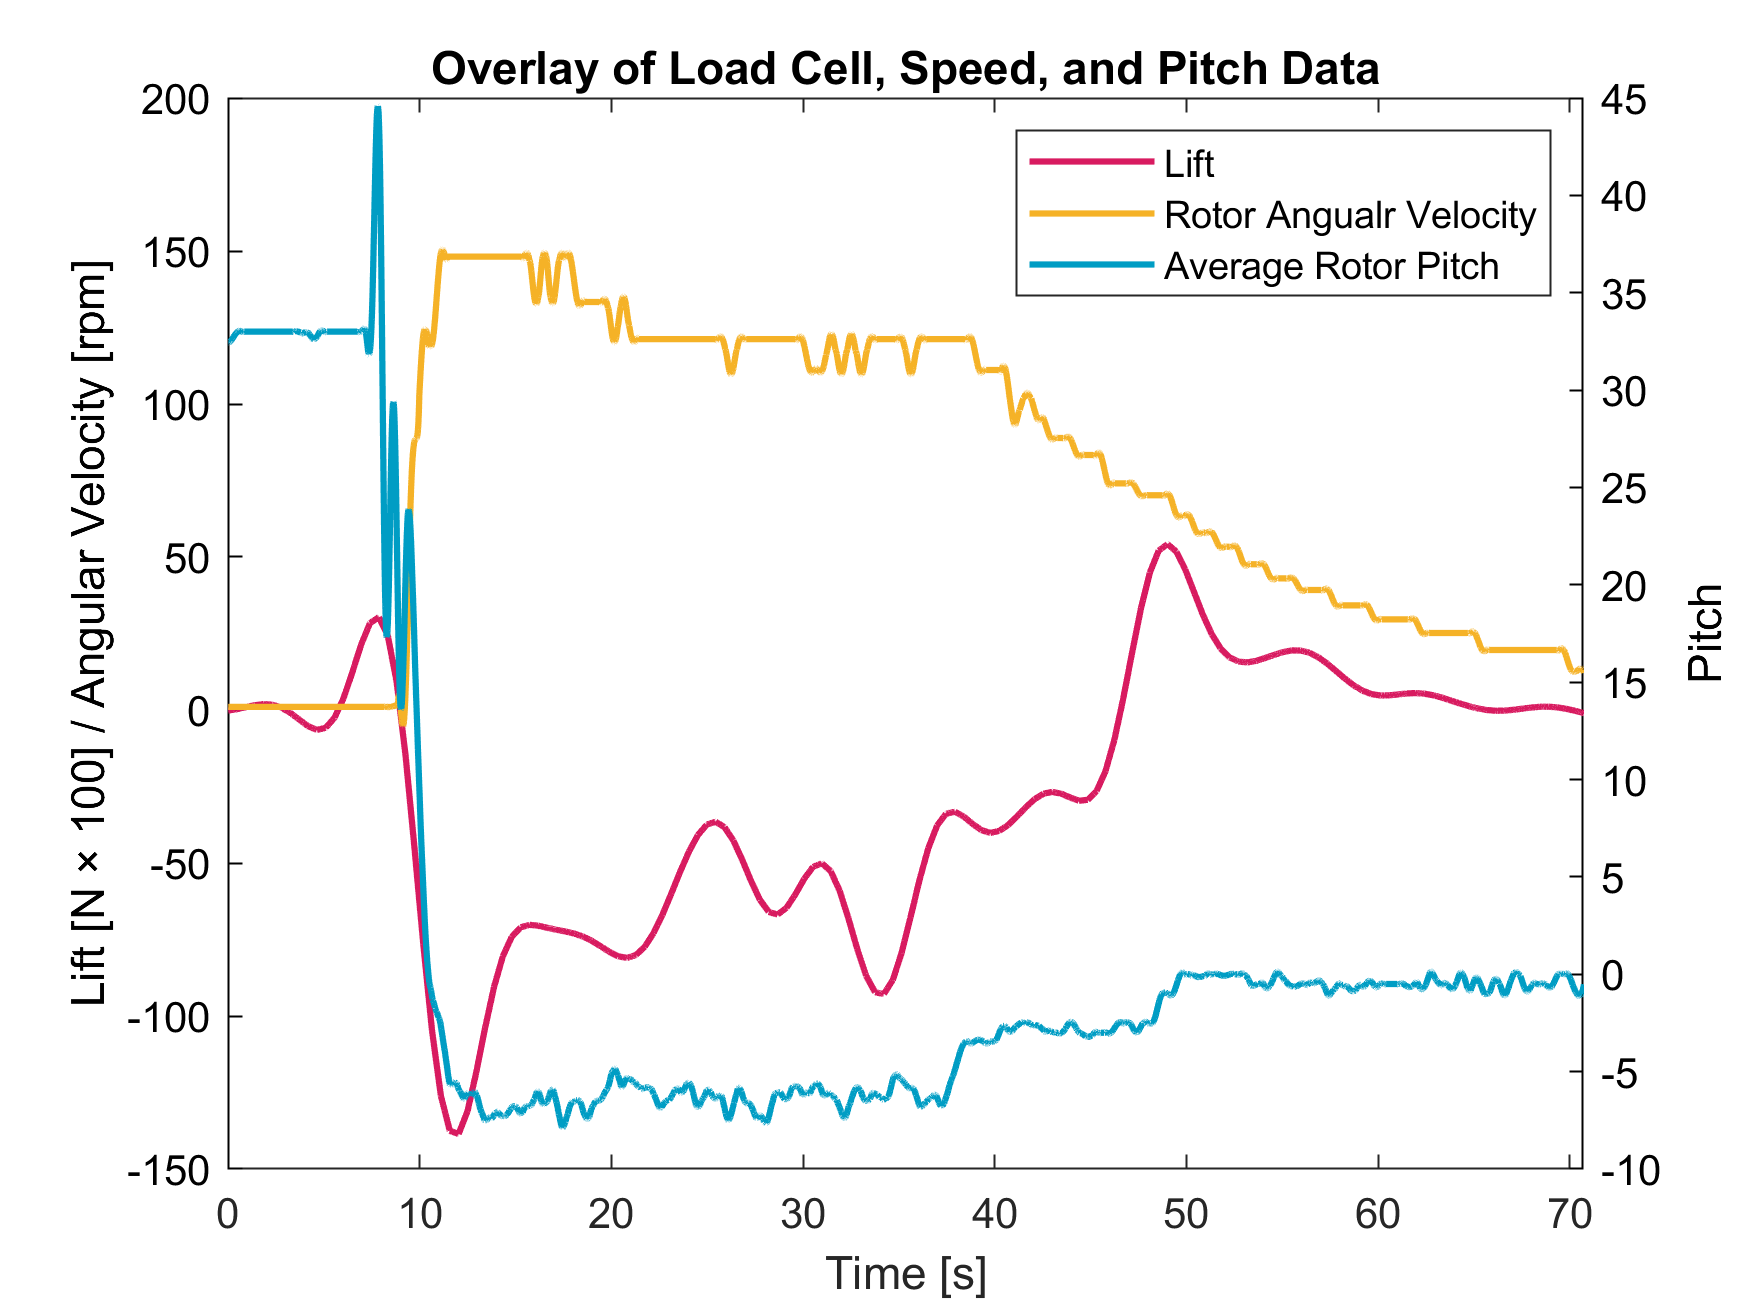 Overlay of Load Cell, Speed, and Pitch Data
Lift [N × 100] / Angular Velocity [rpm]
200
150
100
50
0
-50
-100
-150
Lift
Rotor Angualr Velocity
Average Rotor Pitch
45
40
35
30
25
20
15
10
5
0
-5
-10
Pitch
0 10 20 30 40 50 60 70
Time [s]